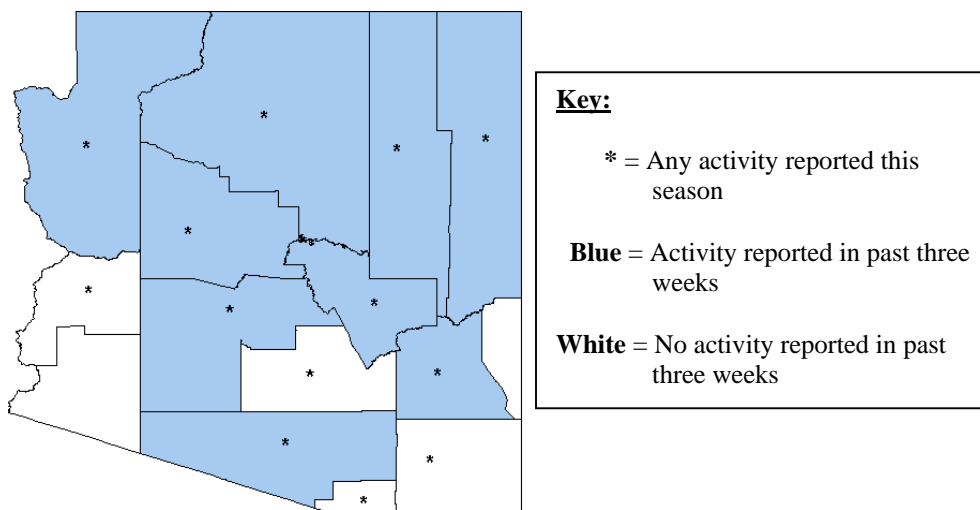 Key:
* = Any activity reported this
season
Blue = Activity reported in past three
weeks
White = No activity reported in past
three weeks
*
*
*
*
*
*
*
*
*
*
*
*
*